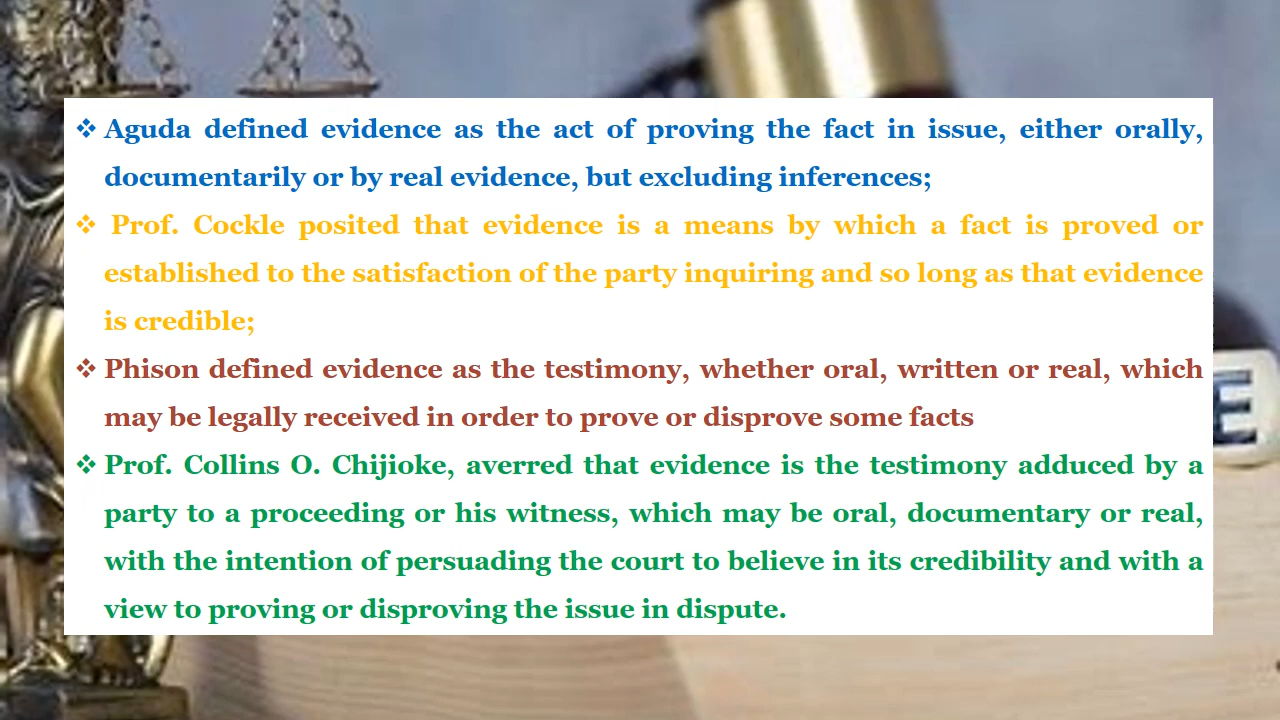 ❖ Aguda defined evidence as the act of proving the fact in issue, either orally,
documentarily or by real evidence, but excluding inferences;
❖ Prof. Cockle posited that evidence is a means by which a fact is proved or
established to the satisfaction of the party inquiring and so long as that evidence
is credible;
❖ Phison defined evidence as the testimony, whether oral, written or real, which
may be legally received in order to prove or disprove some facts
❖ Prof. Collins O. Chijioke, averred that evidence is the testimony adduced by a
party to a proceeding or his witness, which may be oral, documentary or real,
with the intention of persuading the court to believe in its credibility and with a
view to proving or disproving the issue in dispute.
E